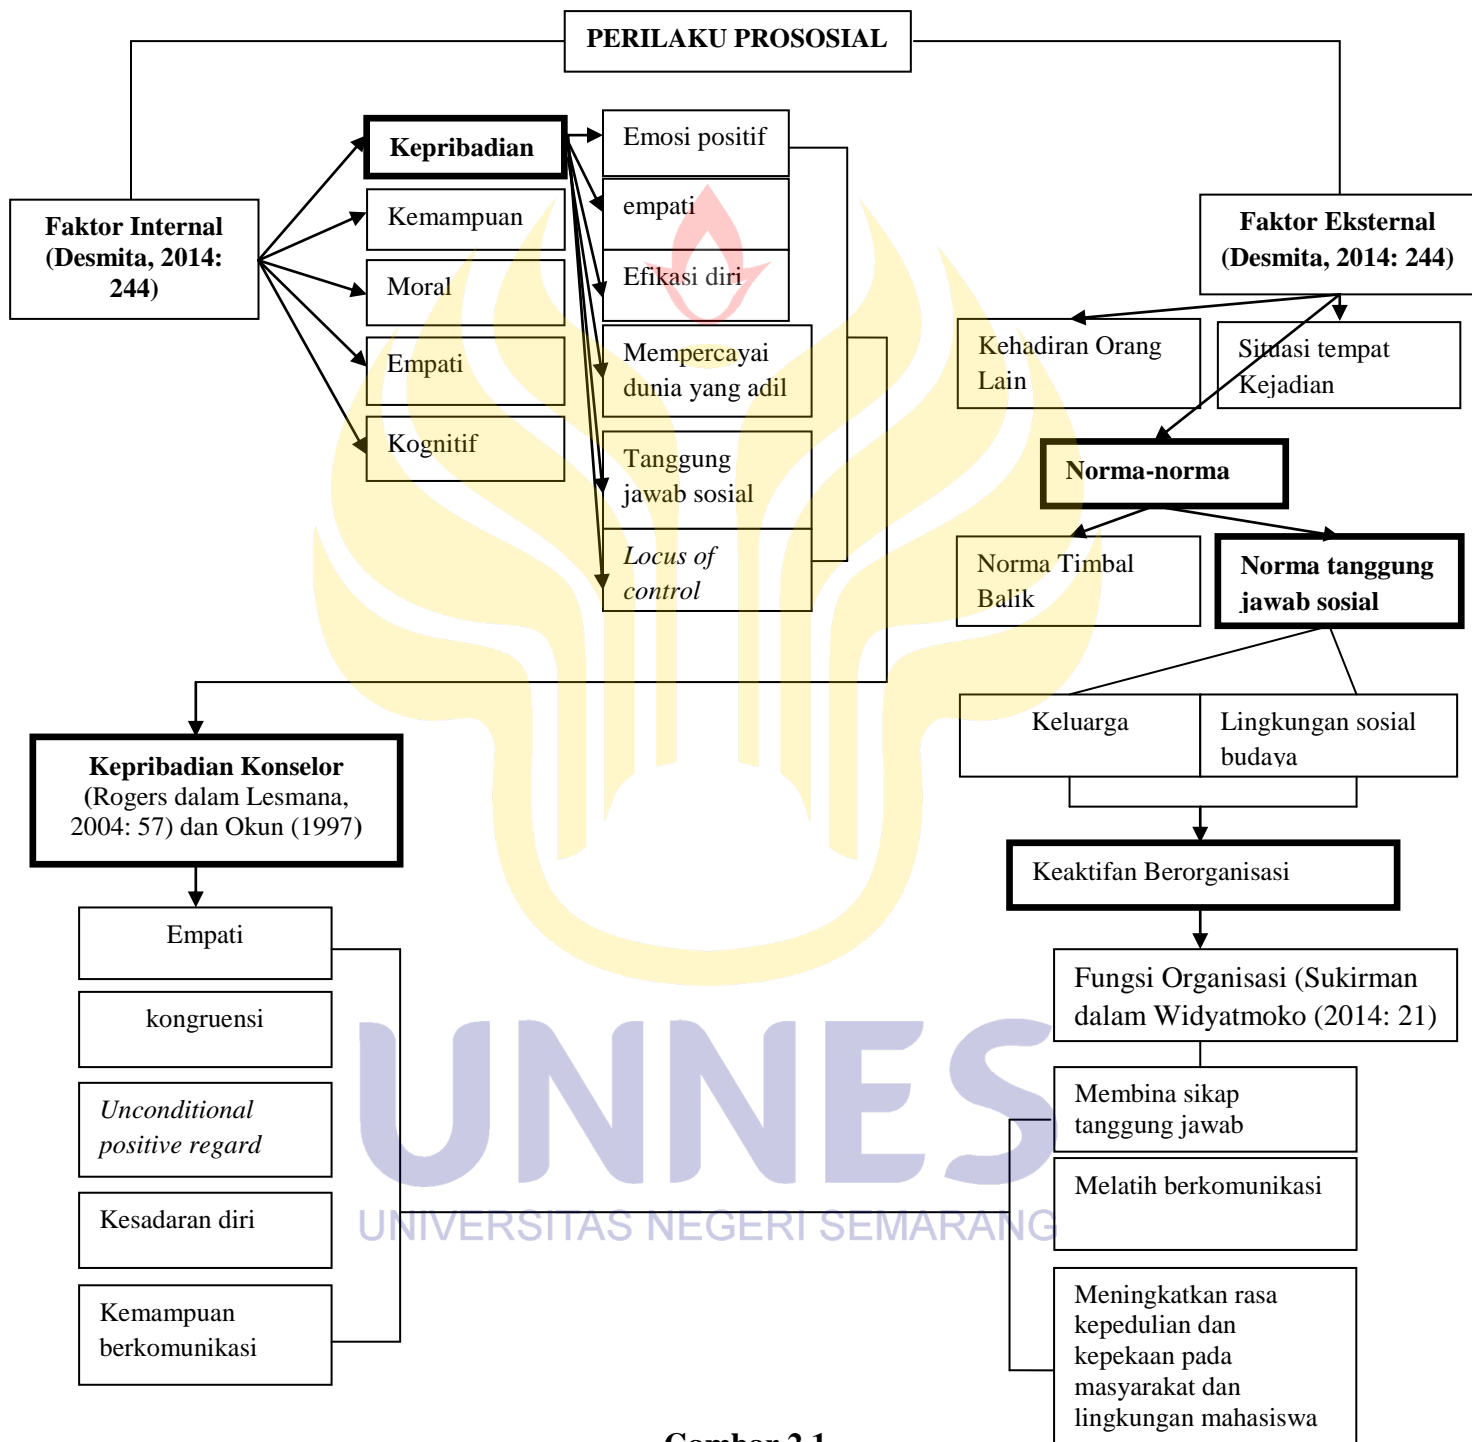 PERILAKU PROSOSIAL
Faktor Internal
(Desmita, 2014:
244)
Kepribadian
Kemampuan
Moral
Empati
Kognitif
Emosi positif
empati
Efikasi diri
Mempercayai
dunia yang adil
Tanggung
jawab sosial
Locus of
control
Faktor Eksternal
(Desmita, 2014: 244)
Kehadiran Orang
Lain
Situasi tempat
Kejadian
Norma-norma
Norma Timbal
Balik
Norma tanggung
jawab sosial
Keluarga
Lingkungan sosial
budaya
Kepribadian Konselor
(Rogers dalam Lesmana,
2004: 57) dan Okun (1997)
Empati
kongruensi
Unconditional
positive regard
Kesadaran diri
Kemampuan
berkomunikasi
Keaktifan Berorganisasi
Fungsi Organisasi (Sukirman
dalam Widyatmoko (2014: 21)
Membina sikap
tanggung jawab
Melatih berkomunikasi
Meningkatkan rasa
kepedulian dan
kepekaan pada
masyarakat dan
lingkungan mahasiswa
UNNES
UNIVERSITAS NEGERI SEMARANG
Gambar 2.1